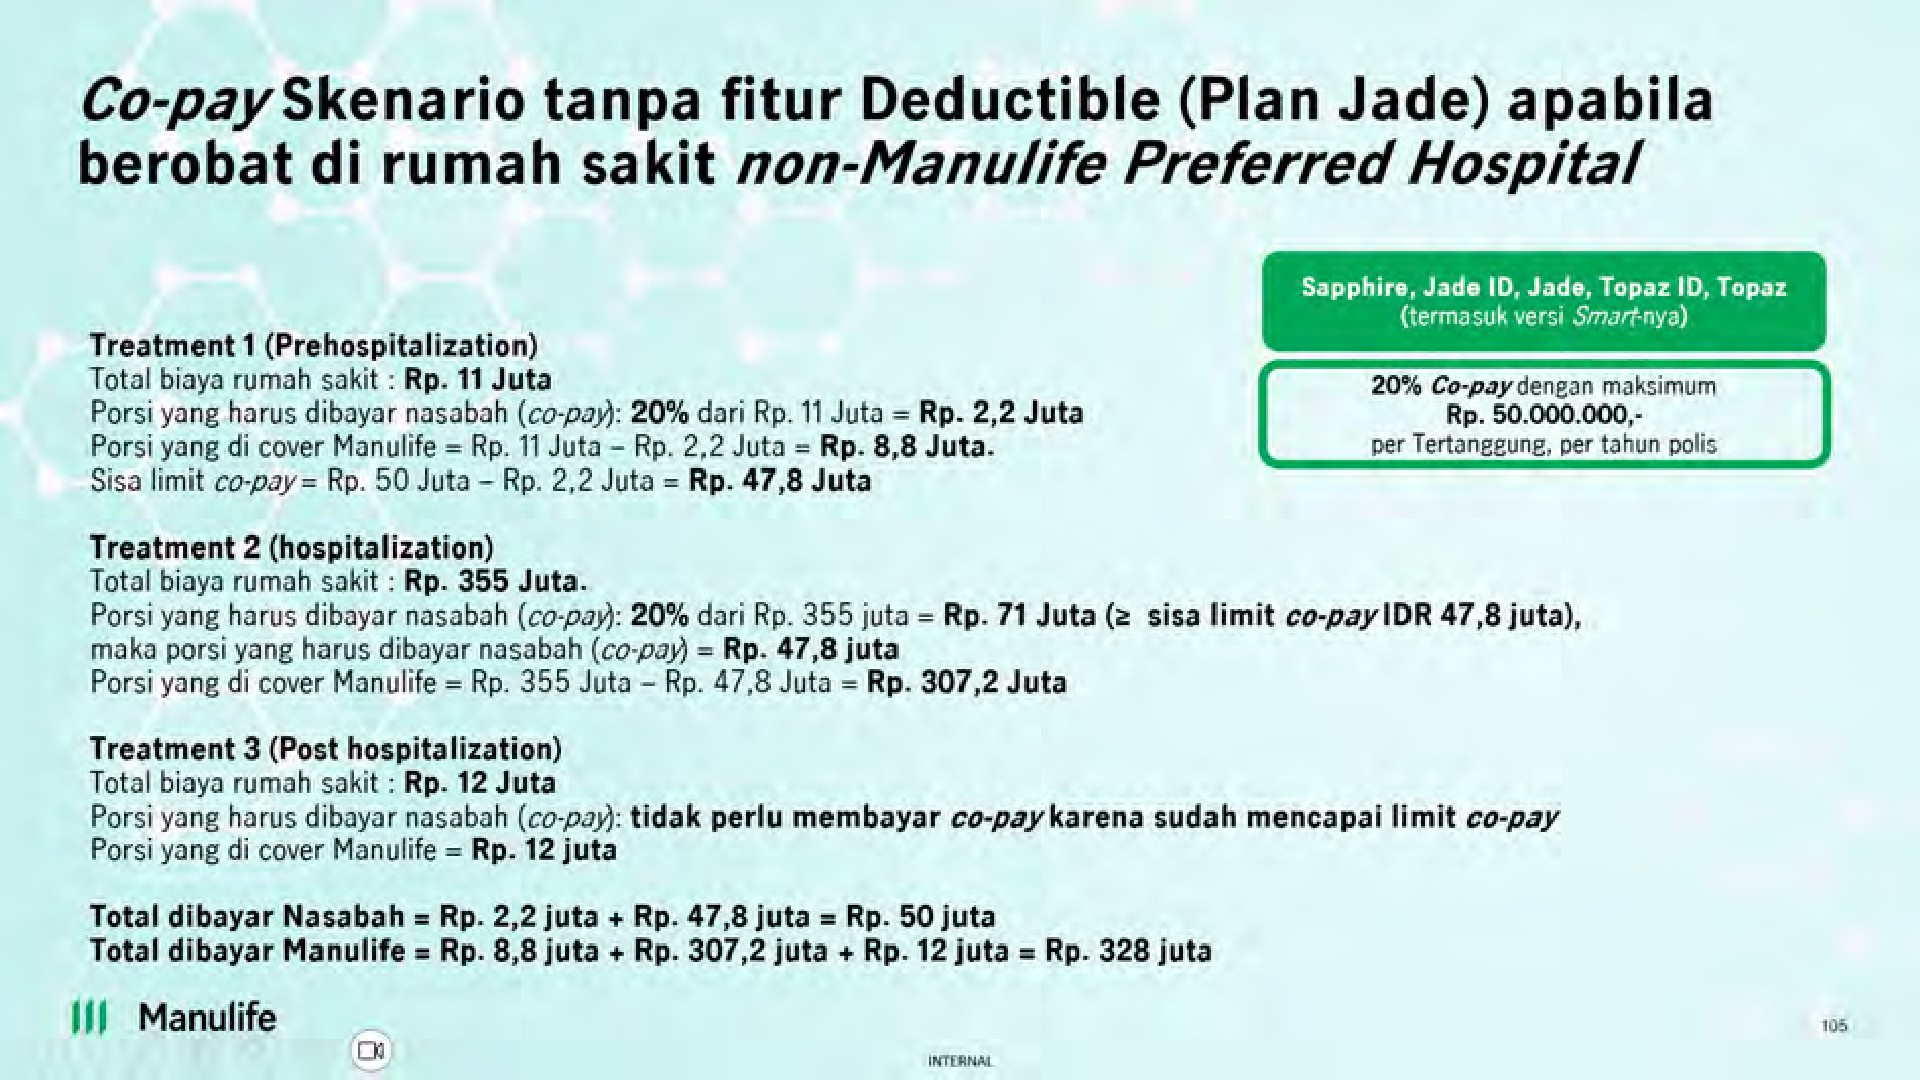 Co-pay Skenario tanpa fitur Deductible (Plan Jade) apabila
berobat di rumah sakit non-Manulife Preferred Hospital
Sapphire, Jade ID, Jade, Topaz ID, Topaz
(termasuk versi Smart-nya)
20% Co-pay dengan maksimum
Rp. 50.000.000,-
per Tertanggung, per tahun polis
Treatment 1 (Prehospitalization)
Total biaya rumah sakit : Rp. 11 Juta
Porsi yang harus dibayar nasabah (co-pay): 20% dari Rp. 11 Juta = Rp. 2,2 Juta
Porsi yang di cover Manulife = Rp. 11 Juta – Rp. 2,2 Juta = Rp. 8,8 Juta.
Sisa limit co-pay = Rp. 50 Juta – Rp. 2,2 Juta = Rp. 47,8 Juta
Treatment 2 (hospitalization)
Total biaya rumah sakit : Rp. 355 Juta.
Porsi yang harus dibayar nasabah (co-pay): 20% dari Rp. 355 juta = Rp. 71 Juta (≥ sisa limit co-pay IDR 47,8 juta),
maka porsi yang harus dibayar nasabah (co-pay) = Rp. 47,8 juta
Porsi yang di cover Manulife = Rp. 355 Juta – Rp. 47,8 Juta = Rp. 307,2 Juta
Treatment 3 (Post hospitalization)
Total biaya rumah sakit : Rp. 12 Juta
Porsi yang harus dibayar nasabah (co-pay): tidak perlu membayar co-pay karena sudah mencapai limit co-pay
Porsi yang di cover Manulife = Rp. 12 juta
Total dibayar Nasabah = Rp. 2,2 juta + Rp. 47,8 juta = Rp. 50 juta
Total dibayar Manulife = Rp. 8,8 juta + Rp. 307,2 juta + Rp. 12 juta = Rp. 328 juta
Manulife
105
INTERNAL